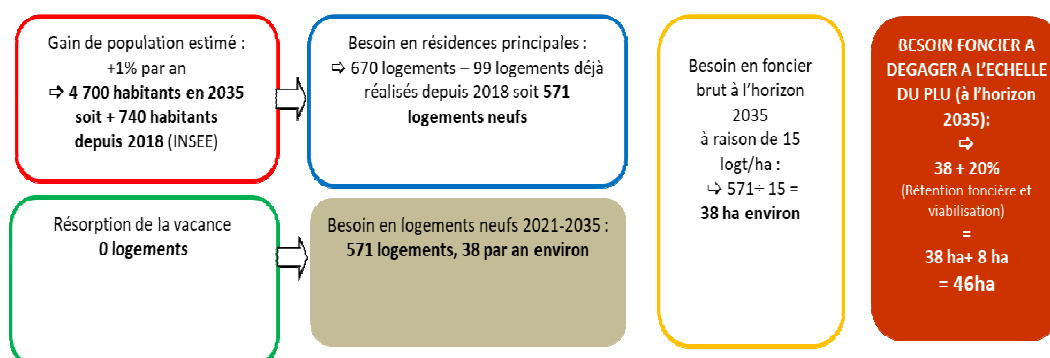 Gain de population estimé :
+1% par an
⇨ 4 700 habitants en 2035
soit + 740 habitants
depuis 2018 (INSEE)
Besoin en résidences principales :
⇨ 670 logements – 99 logements déjà
réalisés depuis 2018 soit 571
logements neufs
Résorption de la vacance
0 logements
Besoin en logements neufs 2021-2035 :
571 logements, 38 par an environ
Besoin en foncier
brut à l'horizon
2035
à raison de 15
logt/ha :
↳ 571÷ 15 =
38 ha environ
BESOIN FONCIER A
DEGAGER A L'ECHELLE
DU PLU (à l'horizon
2035):
⇨
38 + 20%
(Rétention foncière et
viabilisation)
=
38 ha+ 8 ha
= 46ha